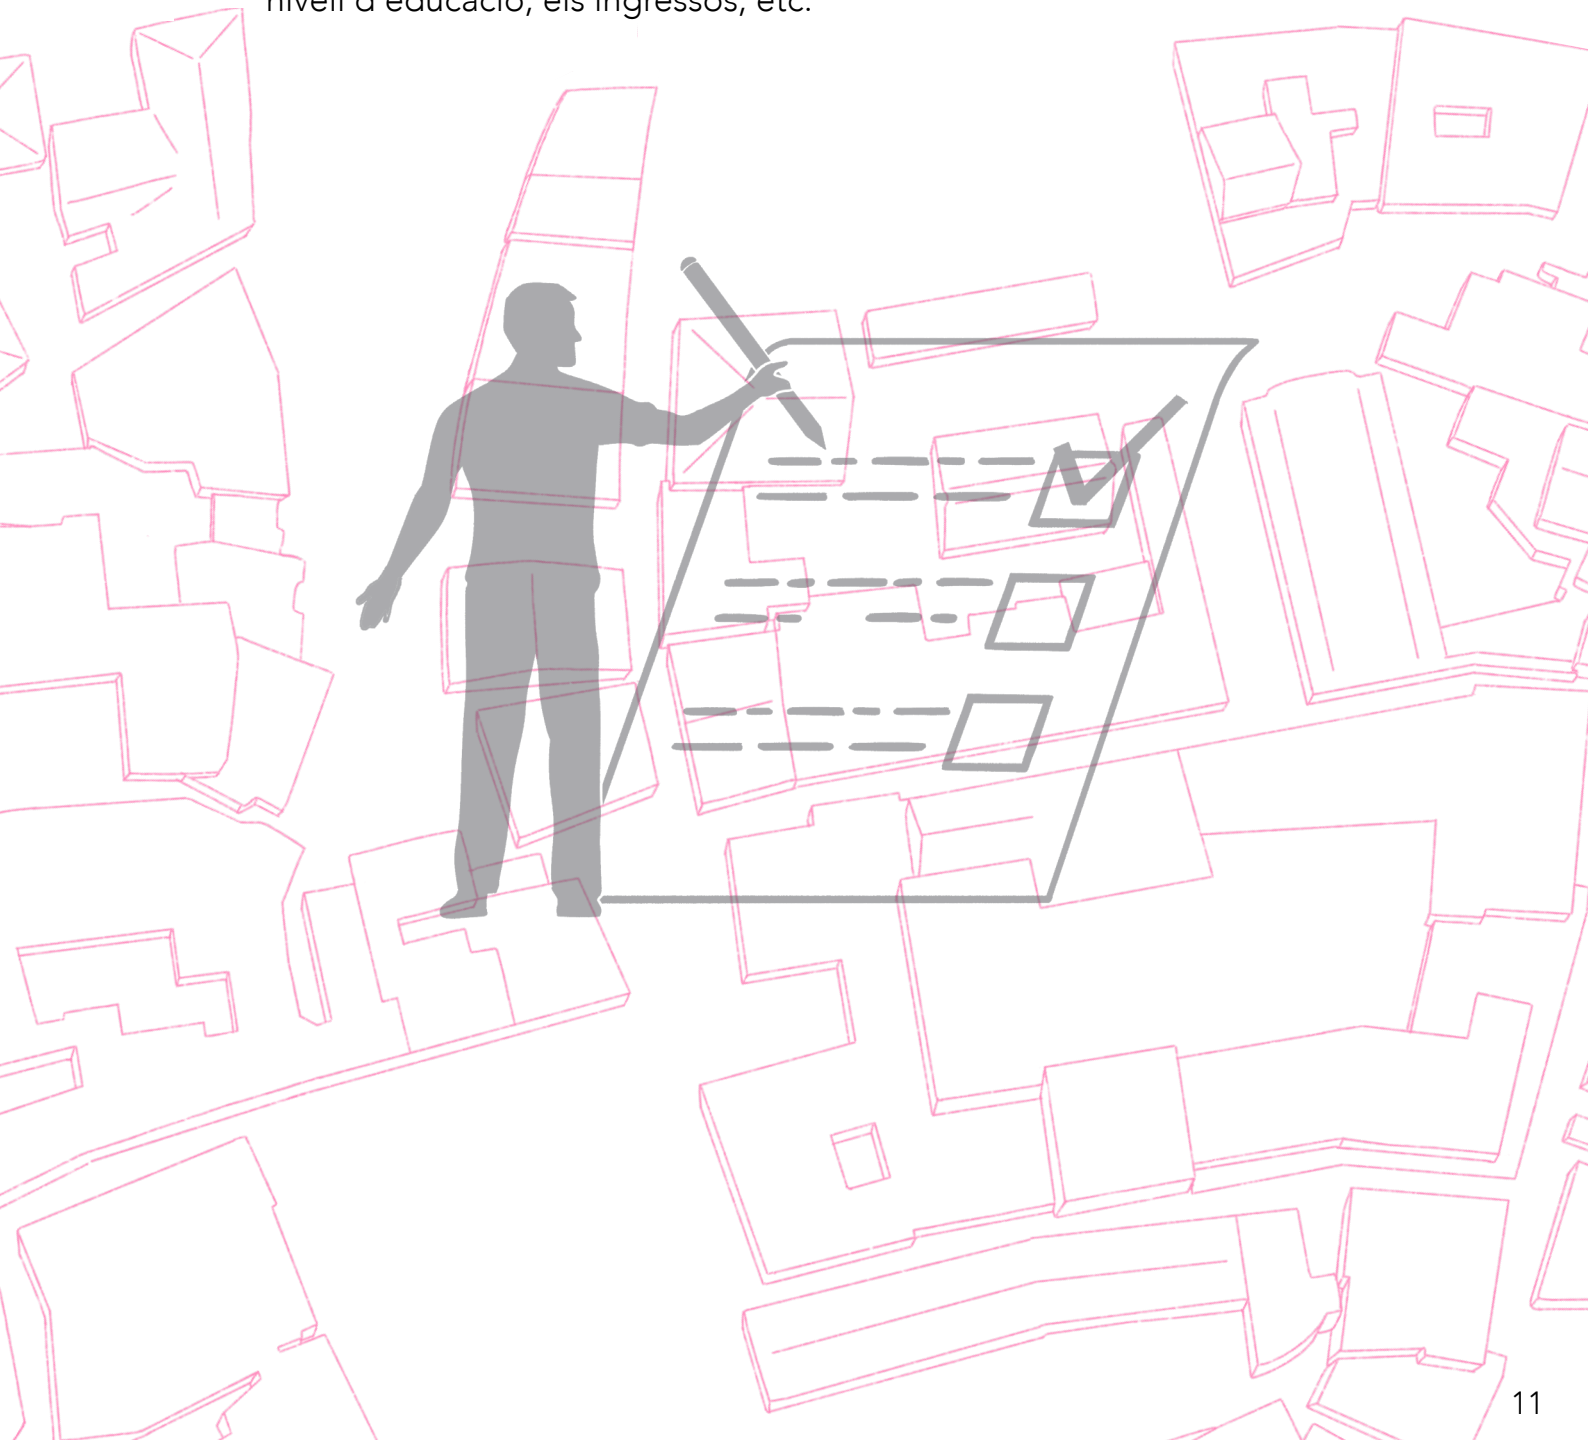 nivell d'educació, els ingressos, etc.
11